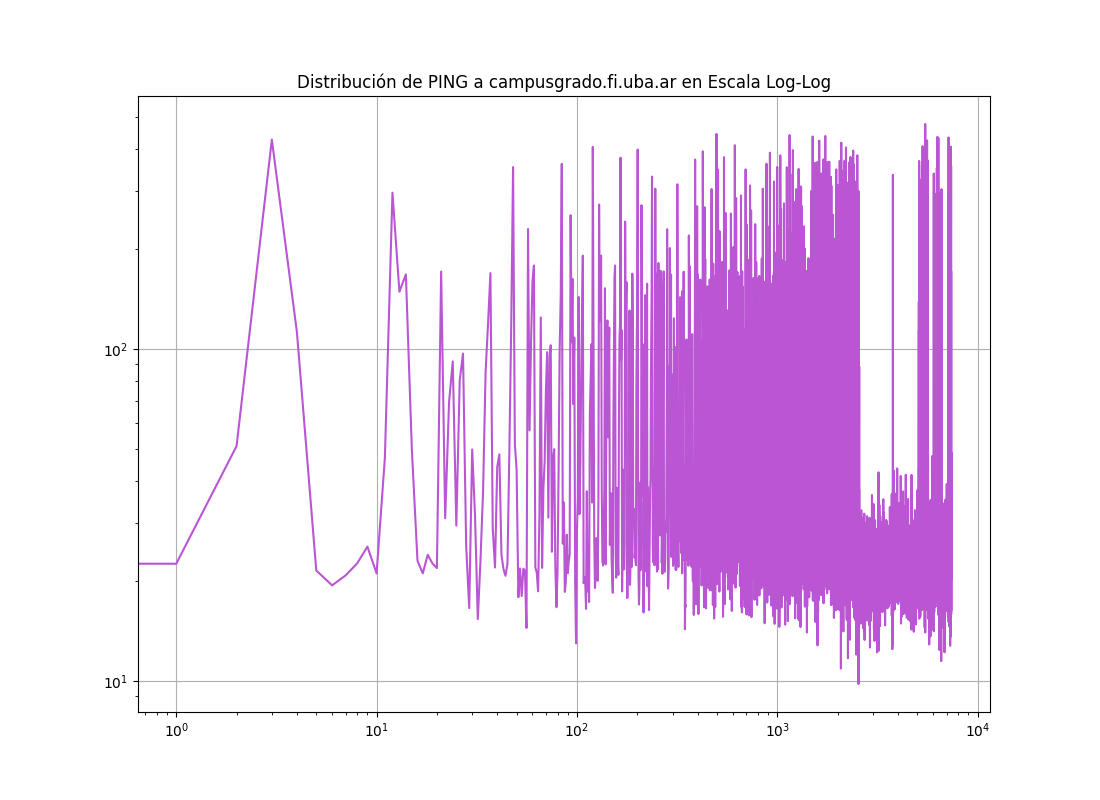 Distribución de PING a campusgrado.fi.uba.ar en Escala Log-Log
10²
10¹
10⁰ 10¹ 10² 10³ 10⁴